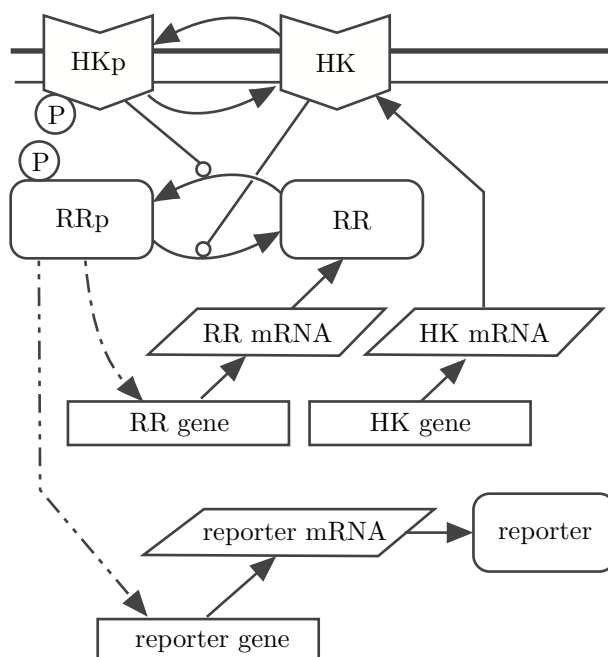 HKp
HK
P
P
RRp
RR
RR mRNA
HK mRNA
RR gene
HK gene
reporter mRNA
reporter
reporter gene